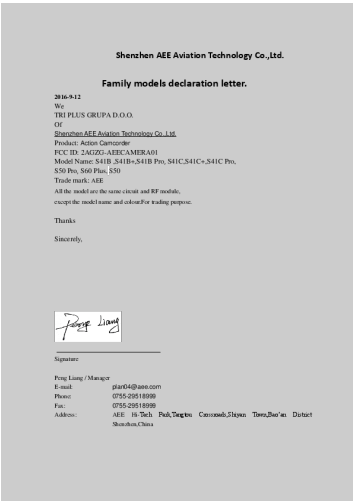 Shenzhen AEE Aviation Technology Co.,Ltd.
Family models declaration letter.
2016-9-12
We
TRI PLUS GRUPA D.O.O.
Of
Shenzhen AEE Aviation Technology Co.,Ltd.
Product: Action Camcorder
FCC ID: 2AGZG-AEECAMERA01
Model Name: S41B ,S41B+,S41B Pro, S41C,S41C+,S41C Pro,
S50 Pro, S60 Plus, S50
Trade mark: AEE
All the model are the same circuit and RF module,
except the model name and colour.For trading purpose.
Thanks
Sincerely,
Peng Liang
Signature
Peng Liang / Manager
E-mail: plan04@aee.com
Phone: 0755-29518998
Fax: 0755-29518999
Address: AEE Hi-Tech Park,Tangtou Crossroads,Shiyan Town,Bao'an District
Shenzhen,China